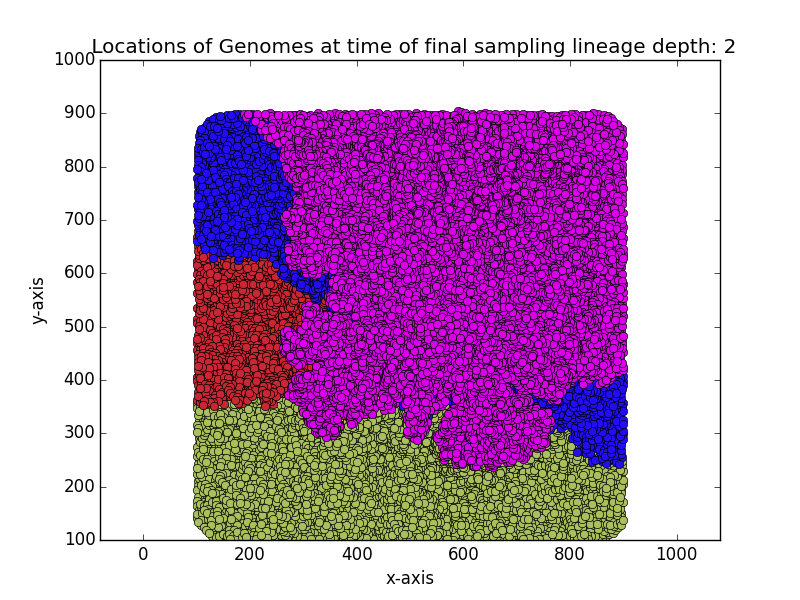 Locations of Genomes at time of final sampling lineage depth: 2
1000
900
800
700
600
500
400
300
200
100
y-axis
0 200 400 600 800 1000
x-axis